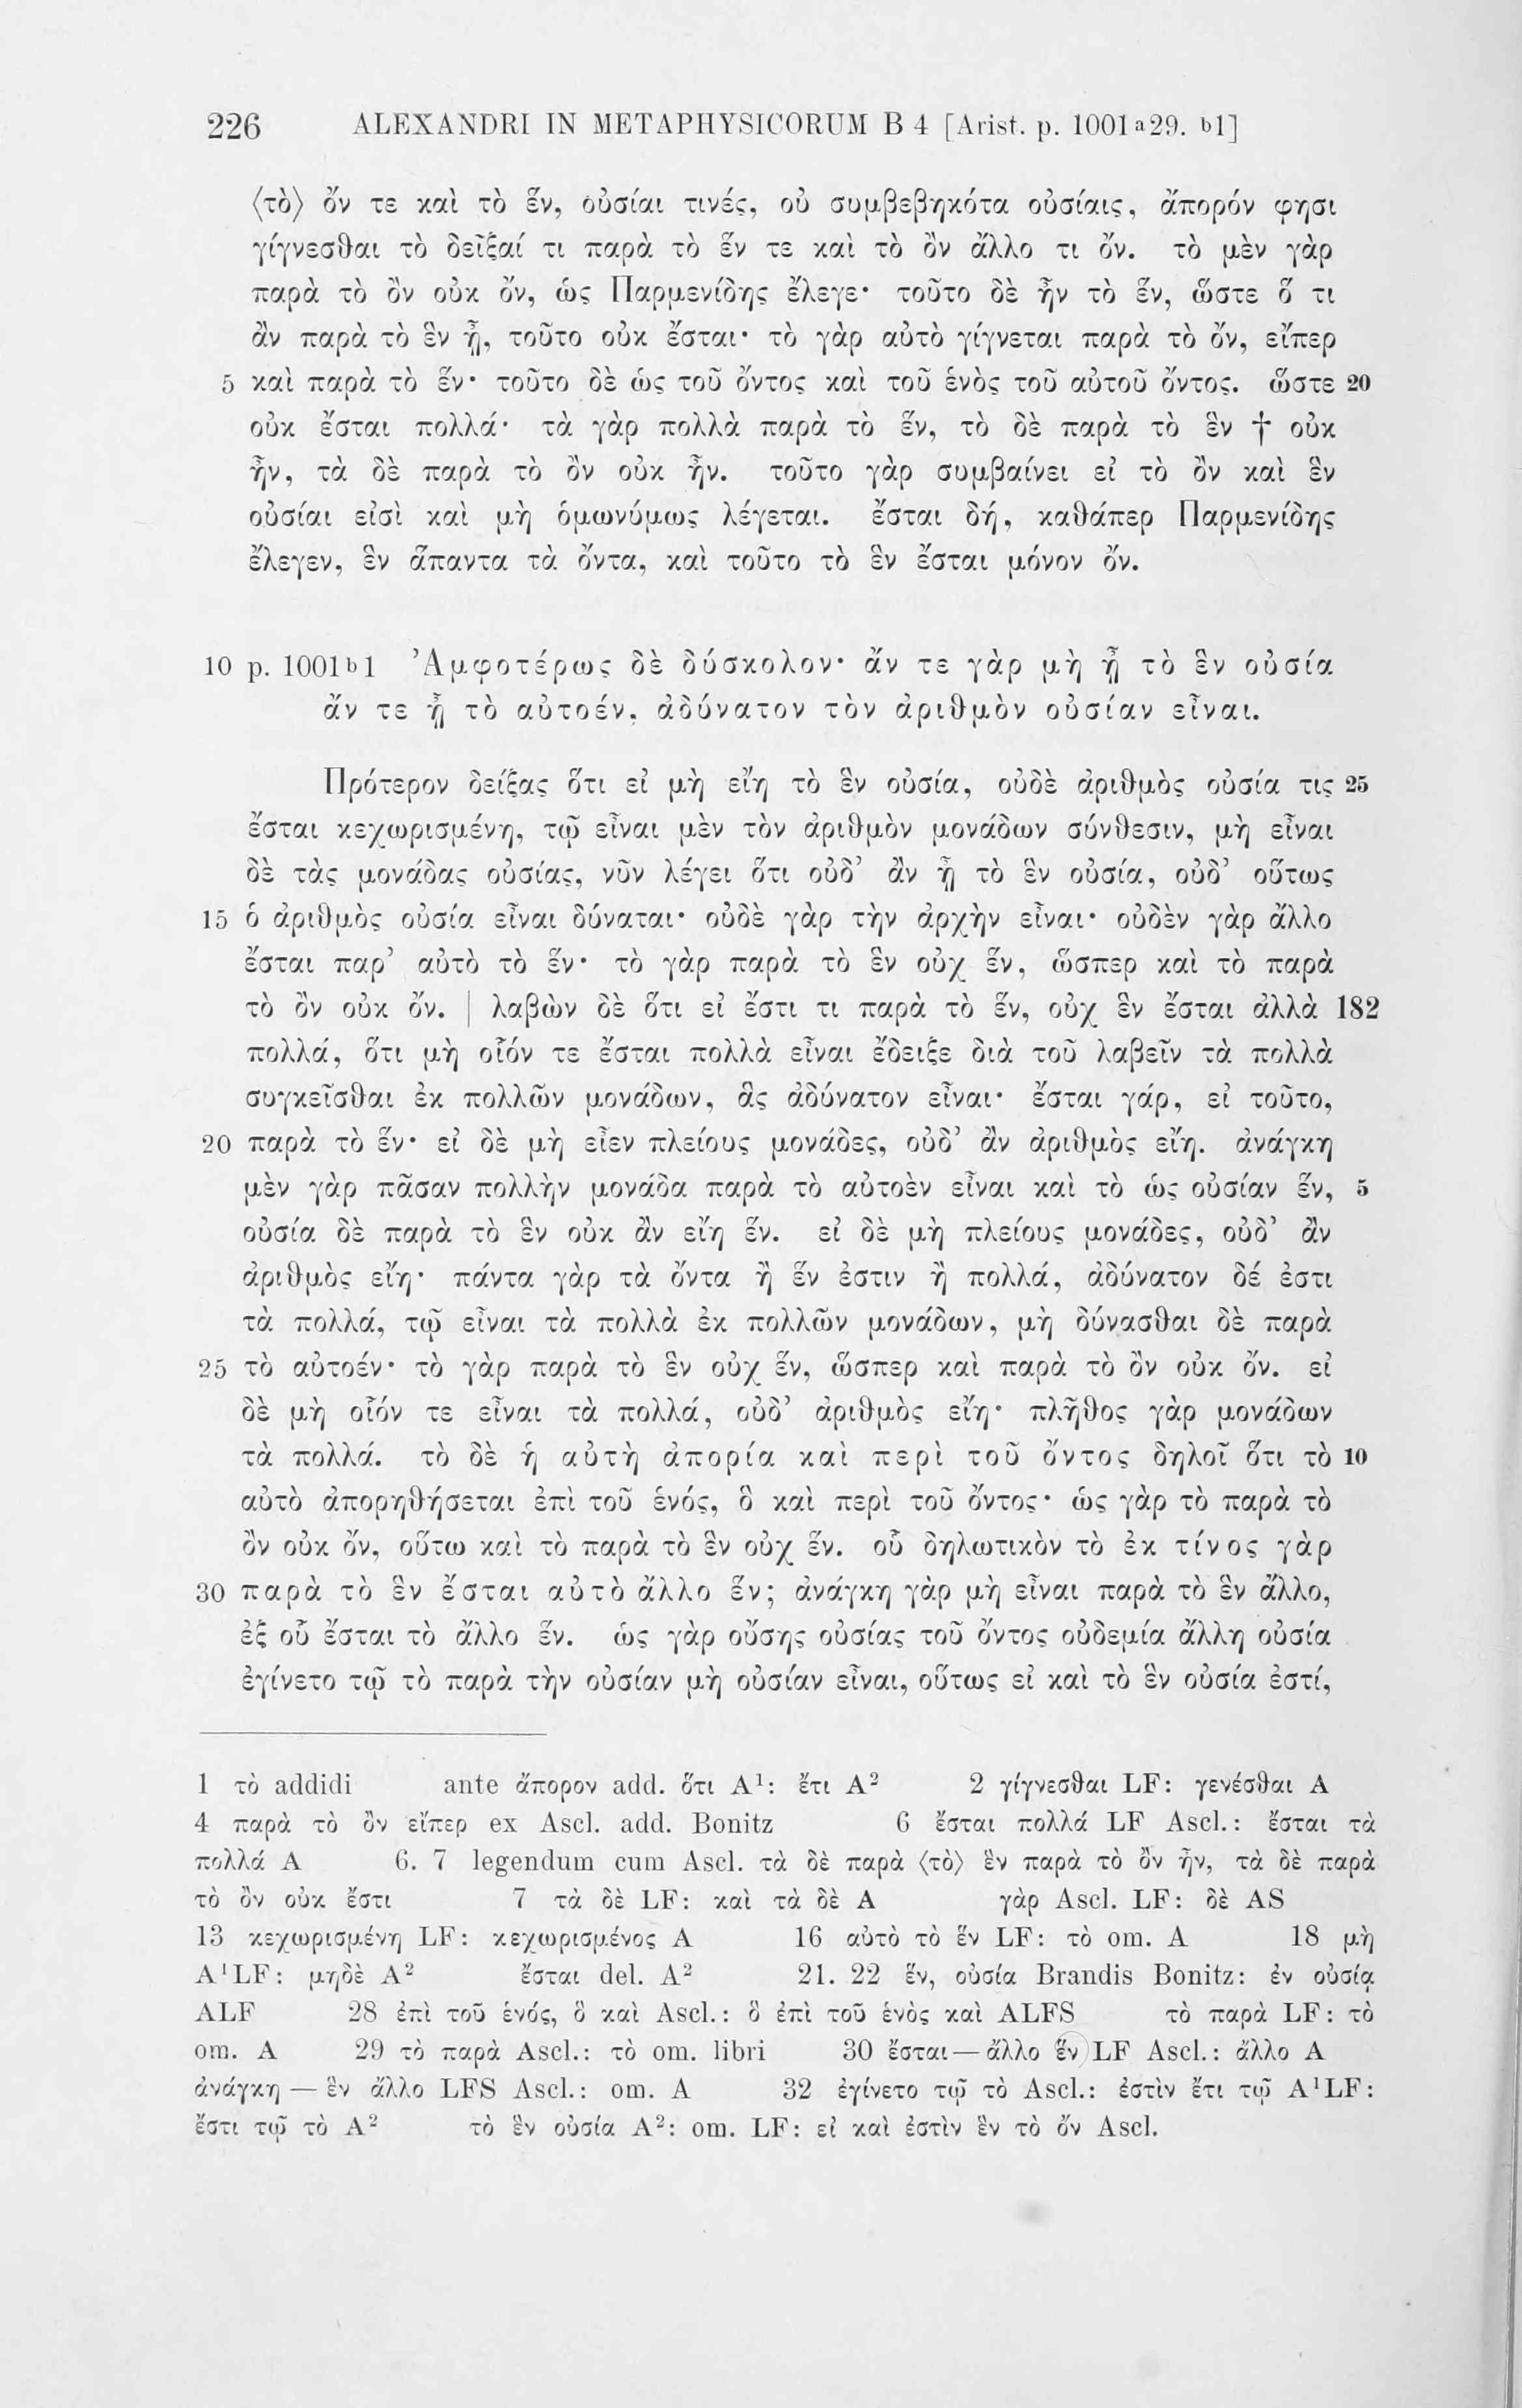 226 ALEXANDRI IN METAPHYSICORUM B 4 [Arist. p. 1001 a 29. b 1]
⟨τὸ⟩ ὄν τε καὶ τὸ ἕν, οὐσίαι τινές, οὐ συμβεβηκότα οὐσίαις, ἄπορόν φησι
γίγνεσθαι τὸ δεῖξαί τι παρὰ τὸ ἕν τε καὶ τὸ ὂν ἄλλο τι ὄν. τὸ μὲν γὰρ
παρὰ τὸ ὂν οὐκ ὄν, ὡς Παρμενίδης ἔλεγε· τοῦτο δὲ ἦν τὸ ἕν, ὥστε ὅ τι
ἂν παρὰ τὸ ἓν ᾖ, τοῦτο οὐκ ἔσται· τὸ γὰρ αὐτὸ γίγνεται παρὰ τὸ ὄν, εἴπερ
5 καὶ παρὰ τὸ ἕν· τοῦτο δὲ ὡς τοῦ ὄντος καὶ τοῦ ἑνὸς τοῦ αὐτοῦ ὄντος. ὥστε 20
οὐκ ἔσται πολλά· τὰ γὰρ πολλὰ παρὰ τὸ ἕν, τὸ δὲ παρὰ τὸ ἓν † οὐκ
ἦν, τὰ δὲ παρὰ τὸ ὂν οὐκ ἦν. τοῦτο γὰρ συμβαίνει εἰ τὸ ὂν καὶ ἓν
οὐσίαι εἰσὶ καὶ μὴ ὁμωνύμως λέγεται. ἔσται δή, καθάπερ Παρμενίδης
ἔλεγεν, ἓν ἅπαντα τὰ ὄντα, καὶ τοῦτο τὸ ἓν ἔσται μόνον ὄν.
10 p. 1001 b 1 Ἀμφοτέρως δὲ δύσκολον· ἄν τε γὰρ μὴ ᾖ τὸ ἓν οὐσία
ἄν τε ᾖ τὸ αὐτοέν, ἀδύνατον τὸν ἀριθμὸν οὐσίαν εἶναι.
Πρότερον δείξας ὅτι εἰ μὴ εἴη τὸ ἓν οὐσία, οὐδὲ ἀριθμὸς οὐσία τις 25
ἔσται κεχωρισμένη, τῷ εἶναι μὲν τὸν ἀριθμὸν μονάδων σύνθεσιν, μὴ εἶναι
δὲ τὰς μονάδας οὐσίας, νῦν λέγει ὅτι οὐδ’ ἂν ᾖ τὸ ἓν οὐσία, οὐδ’ οὕτως
15 ὁ ἀριθμὸς οὐσία εἶναι δύναται· οὐδὲ γὰρ τὴν ἀρχὴν εἶναι· οὐδὲν γὰρ ἄλλο
ἔσται παρ’ αὐτὸ τὸ ἕν· τὸ γὰρ παρὰ τὸ ἓν οὐχ ἕν, ὥσπερ καὶ τὸ παρὰ
τὸ ὂν οὐκ ὄν. | λαβὼν δὲ ὅτι εἰ ἔστι τι παρὰ τὸ ἕν, οὐχ ἓν ἔσται ἀλλὰ 182
πολλά, ὅτι μὴ οἷόν τε ἔσται πολλὰ εἶναι ἔδειξε διὰ τοῦ λαβεῖν τὰ πολλὰ
συγκεῖσθαι ἐκ πολλῶν μονάδων, ἃς ἀδύνατον εἶναι· ἔσται γάρ, εἰ τοῦτο,
20 παρὰ τὸ ἕν· εἰ δὲ μὴ εἶεν πλείους μονάδες, οὐδ’ ἂν ἀριθμὸς εἴη. ἀνάγκη
μὲν γὰρ πᾶσαν πολλὴν μονάδα παρὰ τὸ αὐτοὲν εἶναι καὶ τὸ ὡς οὐσίαν ἕν, 5
οὐσία δὲ παρὰ τὸ ἓν οὐκ ἂν εἴη ἕν. εἰ δὲ μὴ πλείους μονάδες, οὐδ’ ἂν
ἀριθμὸς εἴη· πάντα γὰρ τὰ ὄντα ἢ ἕν ἐστιν ἢ πολλά, ἀδύνατον δέ ἐστι
τὰ πολλά, τῷ εἶναι τὰ πολλὰ ἐκ πολλῶν μονάδων, μὴ δύνασθαι δὲ παρὰ
25 τὸ αὐτοέν· τὸ γὰρ παρὰ τὸ ἓν οὐχ ἕν, ὥσπερ καὶ παρὰ τὸ ὂν οὐκ ὄν. εἰ
δὲ μὴ οἷόν τε εἶναι τὰ πολλά, οὐδ’ ἀριθμὸς εἴη· πλῆθος γὰρ μονάδων
τὰ πολλά. τὸ δὲ ἡ αὐτὴ ἀπορία καὶ περὶ τοῦ ὄντος δηλοῖ ὅτι τὸ 10
αὐτὸ ἀπορηθήσεται ἐπὶ τοῦ ἑνός, ὃ καὶ περὶ τοῦ ὄντος· ὡς γὰρ τὸ παρὰ τὸ
ὂν οὐκ ὄν, οὕτω καὶ τὸ παρὰ τὸ ἓν οὐχ ἕν. οὗ δηλωτικὸν τὸ ἐκ τίνος γὰρ
30 παρὰ τὸ ἓν ἔσται αὐτὸ ἄλλο ἕν; ἀνάγκη γὰρ μὴ εἶναι παρὰ τὸ ἓν ἄλλο,
ἐξ οὗ ἔσται τὸ ἄλλο ἕν. ὡς γὰρ οὔσης οὐσίας τοῦ ὄντος οὐδεμία ἄλλη οὐσία
ἐγίνετο τῷ τὸ παρὰ τὴν οὐσίαν μὴ οὐσίαν εἶναι, οὕτως εἰ καὶ τὸ ἓν οὐσία ἐστί,
1 τὸ addidi ante ἄπορον add. ὅτι A¹: ἔτι A² 2 γίγνεσθαι LF: γενέσθαι A
4 παρὰ τὸ ὄν εἴπερ ex Ascl. add. Bonitz 6 ἔσται πολλά LF Ascl.: ἔσται τὰ
πολλά A 6. 7 legendum cum Ascl. τὰ δὲ παρὰ ⟨τὸ⟩ ἓν παρὰ τὸ ὂν ἦν, τὰ δὲ παρὰ
τὸ ὂν οὐκ ἔστι 7 τὰ δὲ LF: καὶ τὰ δὲ A γὰρ Ascl. LF: δὲ AS
13 κεχωρισμένη LF: κεχωρισμένος A 16 αὐτὸ τὸ ἕν LF: τὸ om. A 18 μὴ
A¹LF: μηδὲ A² ἔσται del. A² 21. 22 ἕν, οὐσία Brandis Bonitz: ἐν οὐσίᾳ
ALF 28 ἐπὶ τοῦ ἑνός, ὃ καὶ Ascl.: ὃ ἐπὶ τοῦ ἑνὸς καὶ ALFS τὸ παρὰ LF: τὸ
om. A 29 τὸ παρὰ Ascl.: τὸ om. libri 30 ἔσται — ἄλλο ἕν LF Ascl.: ἄλλο A
ἀνάγκη — ἓν ἄλλο LFS Ascl.: om. A 32 ἐγίνετο τῷ τὸ Ascl.: ἐστὶν ἔτι τῷ A¹LF:
ἔστι τῷ τὸ A² τὸ ἓν οὐσία A²: om. LF: εἰ καὶ ἐστὶν ἓν τὸ ὄν Ascl.